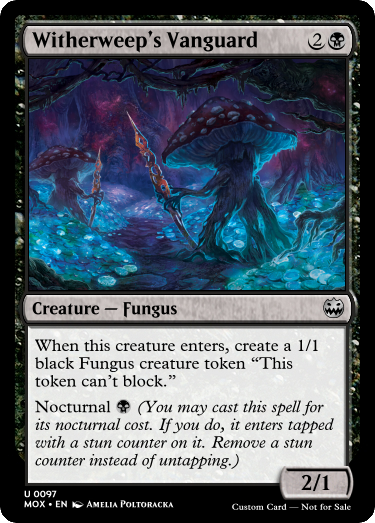 Witherweep's Vanguard 2
Creature — Fungus
When this creature enters, create a 1/1
black Fungus creature token “This
token can't block.”
Nocturnal (You may cast this spell for
its nocturnal cost. If you do, it enters tapped
with a stun counter on it. Remove a stun
counter instead of untapping.)
2/1
U 0097
MOX • EN Amelia Poltoracka
Custom Card — Not for Sale